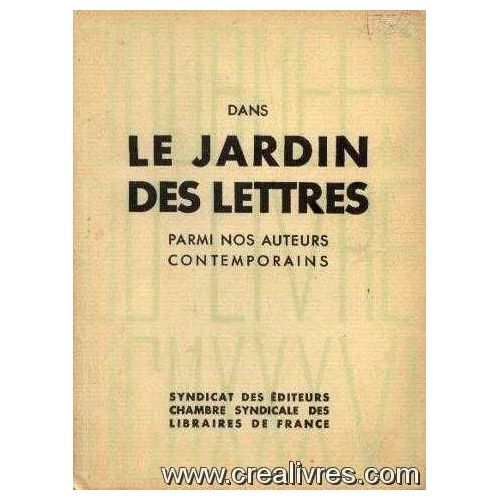 DANS
LE JARDIN
DES LETTRES
PARMI NOS AUTEURS
CONTEMPORAINS
SYNDICAT DES ÉDITEURS
CHAMBRE SYNDICALE DES
LIBRAIRES DE FRANCE
www.crealivres.com